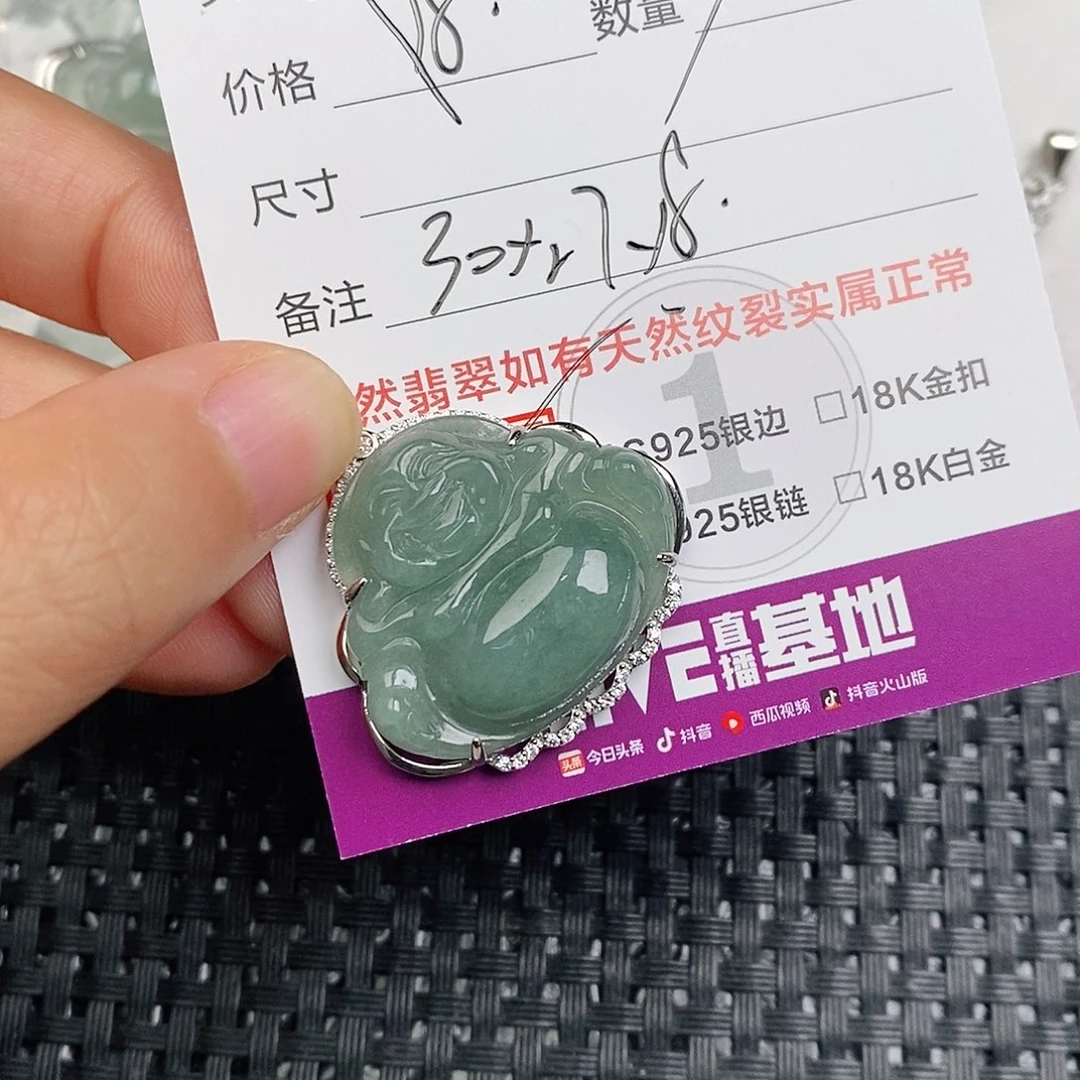 数量
价格
尺寸
备注
然翡翠如有天然纹裂实属正常
S925银边 □18K金扣
925银链 □18K白金
1
直播基地
今日头条 抖音 西瓜视频 抖音火山版